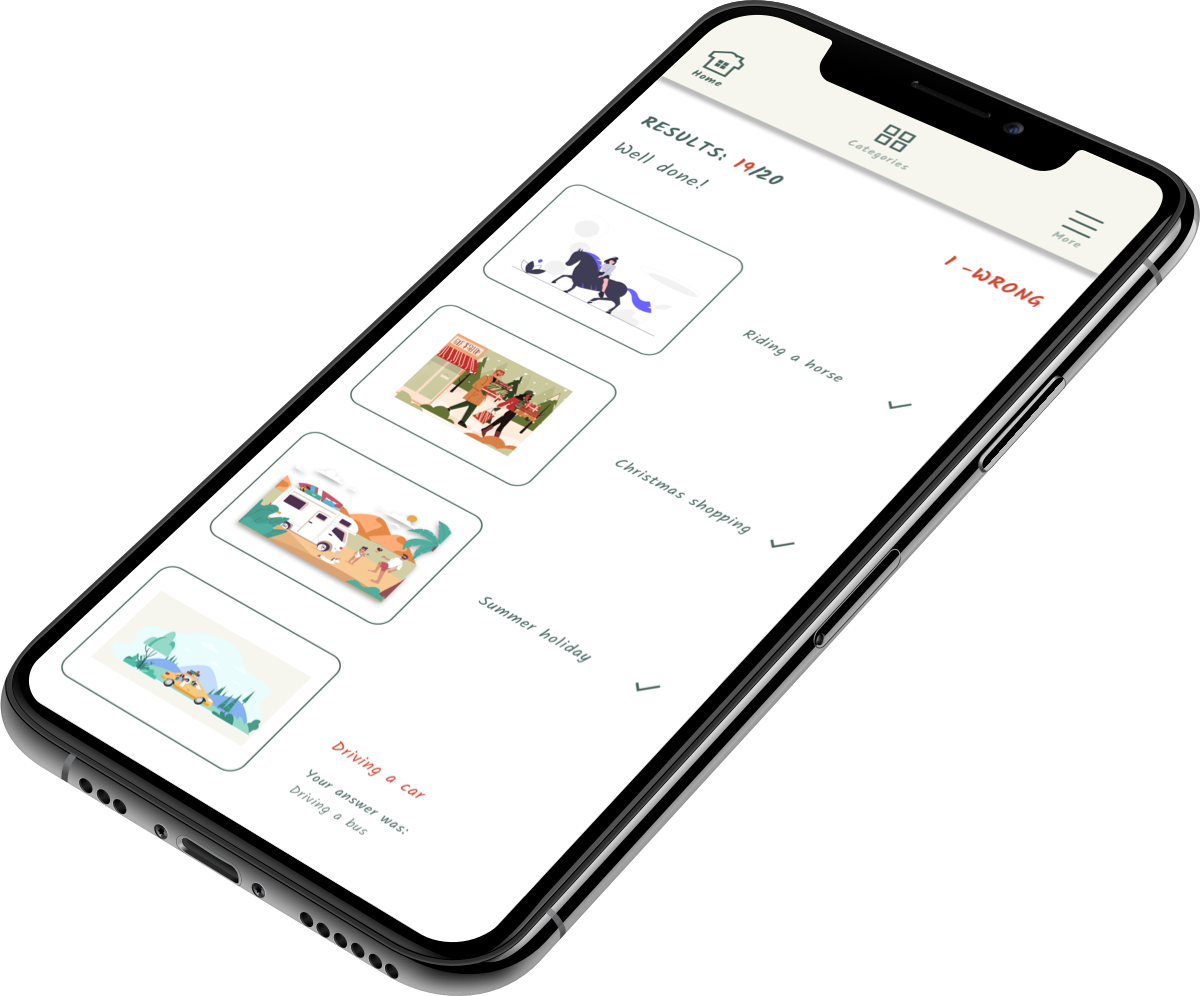 Home
Categories
More
RESULTS: 19/20
Well done!
1 -WRONG
Riding a horse
Christmas shopping
Summer holiday
Driving a car
Your answer was:
Driving a bus